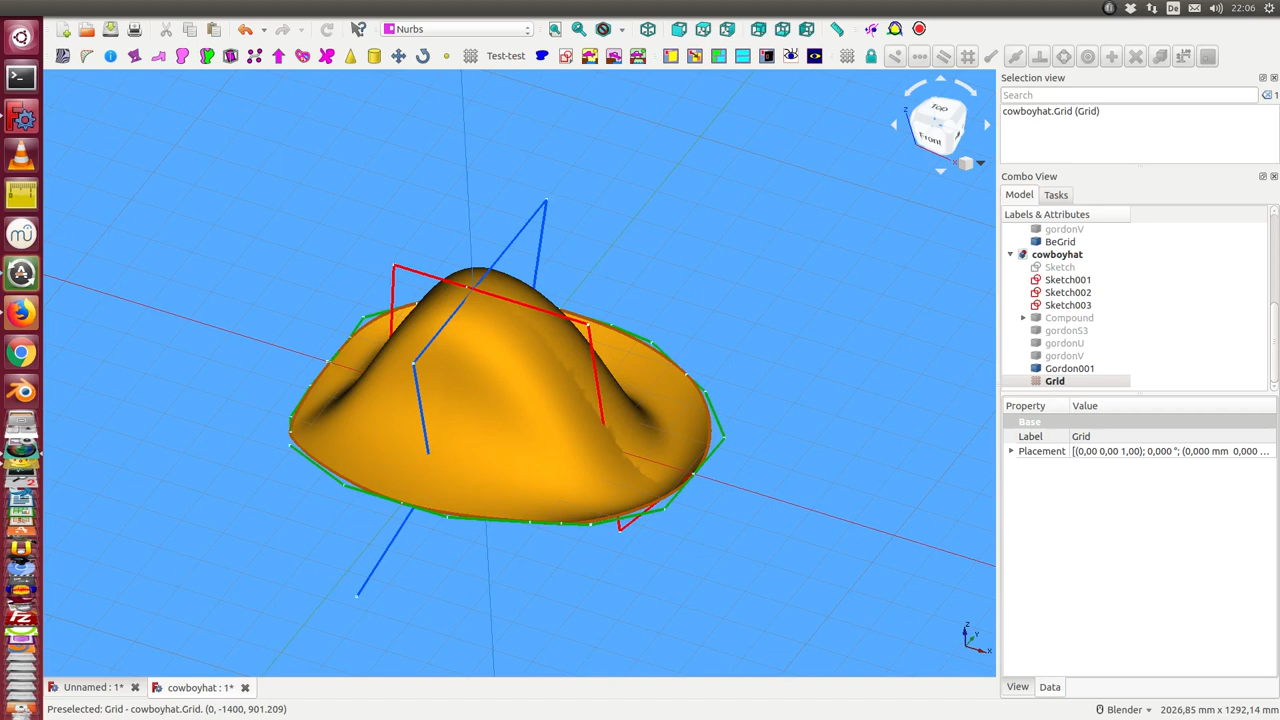 De
22:06
Nurbs
Test-test
Top
Front
Z
X
Selection view
Search
1
cowboyhat.Grid (Grid)
Combo View
Model
Tasks
Labels & Attributes
gordonV
BeGrid
cowboyhat
Sketch
Sketch001
Sketch002
Sketch003
Compound
gordonS3
gordonU
gordonV
Gordon001
Grid
Property
Value
Base
Label
Grid
Placement
[(0,00 0,00 1,00); 0,000 °; (0,000 mm 0,000 ...
Z
Y
X
View
Data
Unnamed : 1*
cowboyhat : 1*
Preselected: Grid - cowboyhat.Grid. (0, -1400, 901.209)
Blender
2026,85 mm x 1292,14 mm